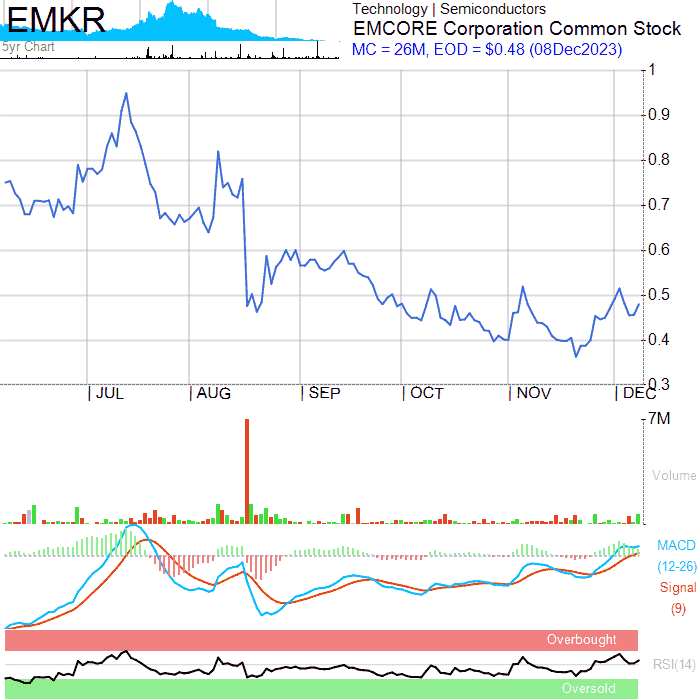 EMKR
5yr Chart
Technology | Semiconductors
EMCORE Corporation Common Stock
MC = 26M, EOD = $0.48 (08Dec2023)
1
0.9
0.8
0.7
0.6
0.5
0.4
0.3
JUL AUG SEP OCT NOV DEC
7M
Volume
MACD
(12-26)
Signal
(9)
Overbought
RSI(14)
Oversold